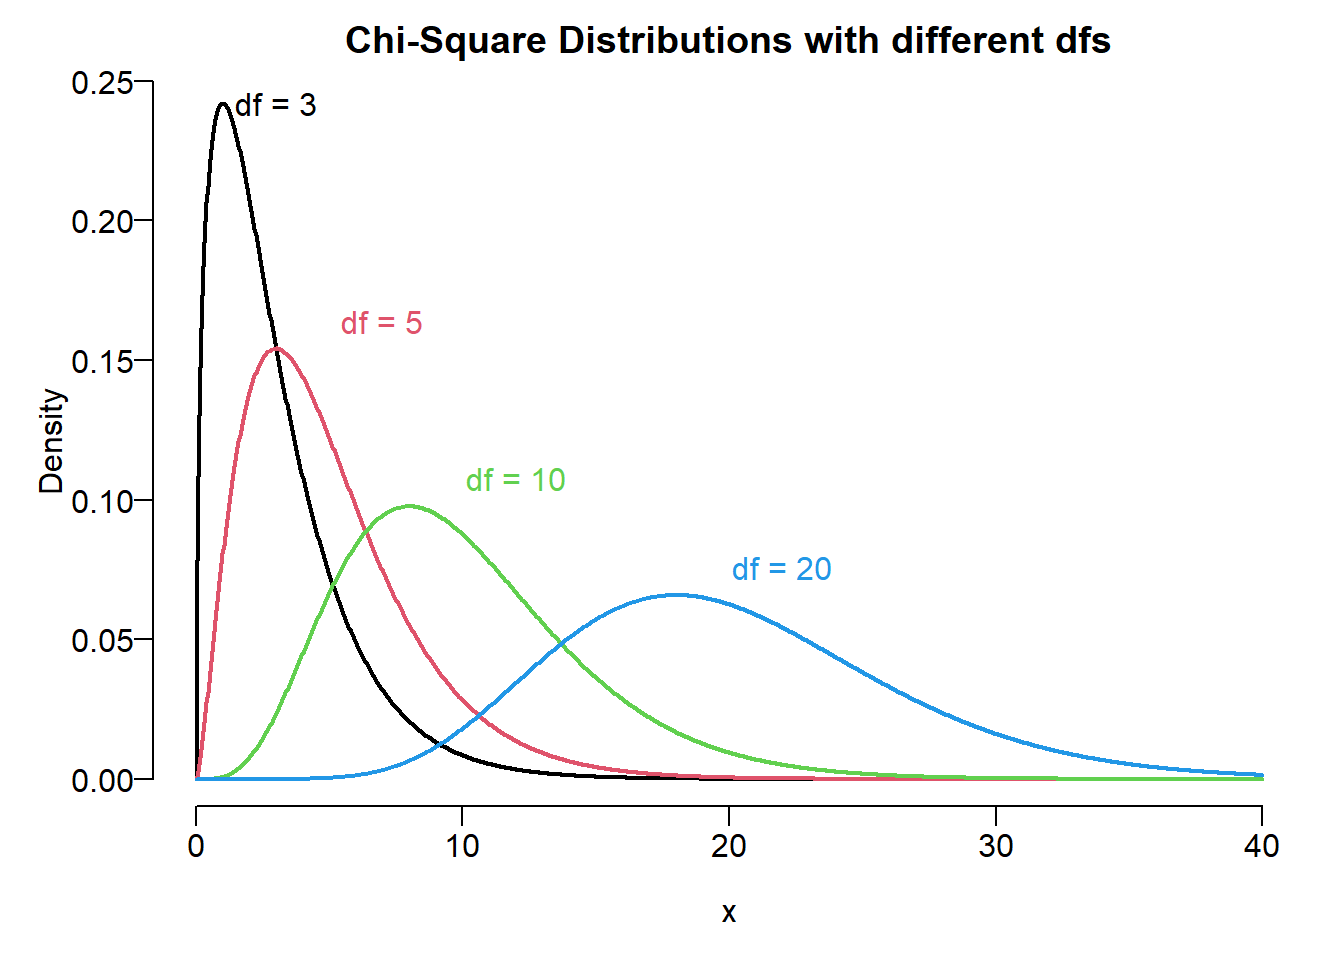 Chi-Square Distributions with different dfs
0.25
df = 3
0.20
df = 5
0.15
Density
df = 10
0.10
df = 20
0.05
0.00
0 10 20 30 40
x